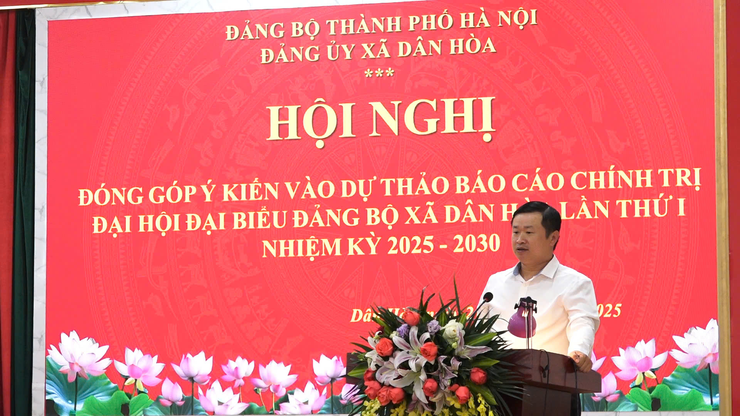 ĐẢNG BỘ THÀNH PHỐ HÀ NỘI
ĐẢNG ỦY XÃ DÂN HÒA
***
HỘI NGHỊ
ĐÓNG GÓP Ý KIẾN VÀO DỰ THẢO BÁO CÁO CHÍNH TRỊ
ĐẠI HỘI ĐẠI BIỂU ĐẢNG BỘ XÃ DÂN LẦN THỨ I
NHIỆM KỲ 2025 - 2030
Dân 2025